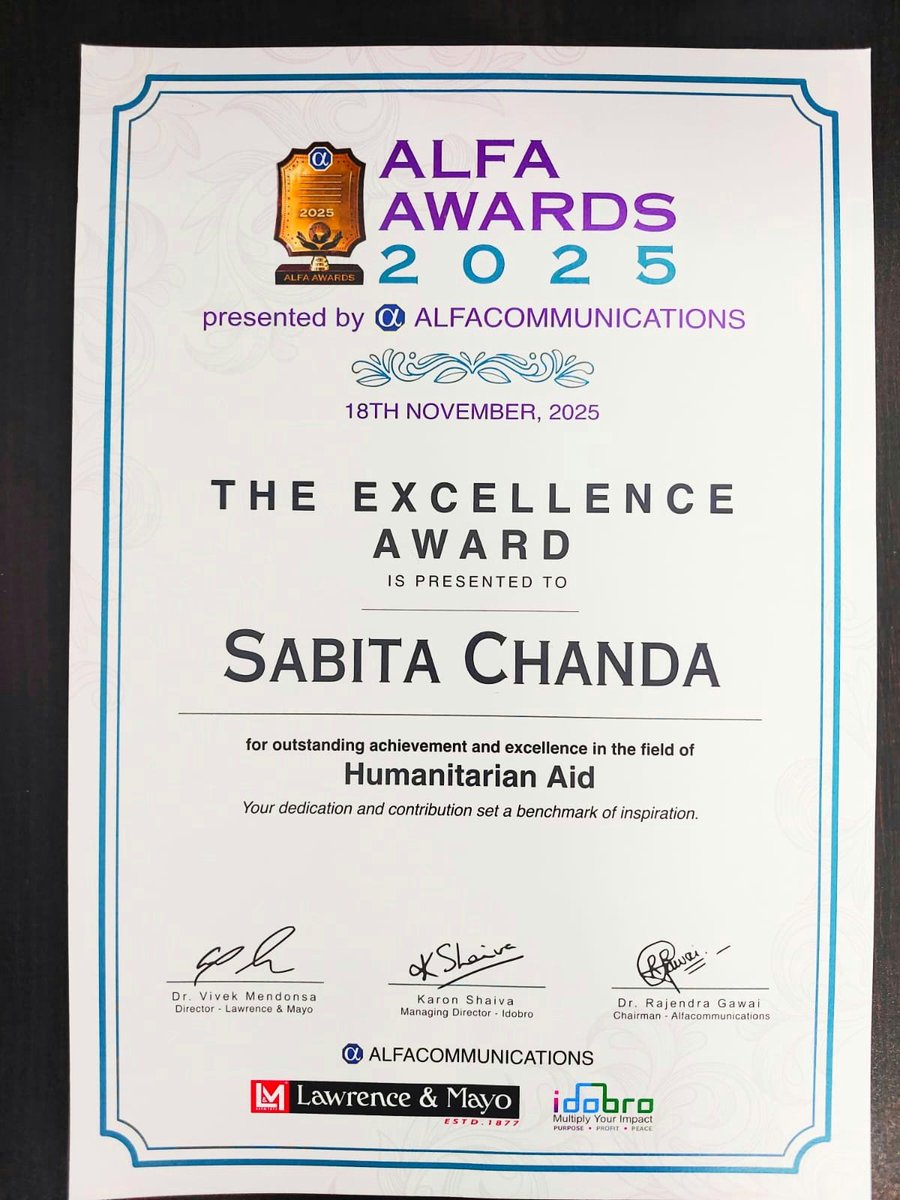 α
2025
ALFA AWARDS
ALFA
AWARDS
2025
presented by α ALFACOMMUNICATIONS
18TH NOVEMBER, 2025
THE EXCELLENCE
AWARD
IS PRESENTED TO
SABITA CHANDA
for outstanding achievement and excellence in the field of
Humanitarian Aid
Your dedication and contribution set a benchmark of inspiration.
K Shaiva
Dr. Vivek Mendonsa
Director - Lawrence & Mayo
Karon Shaiva
Managing Director - Idobro
Dr. Rajendra Gawai
Chairman - Alfacommunications
α ALFACOMMUNICATIONS
LM Lawrence & Mayo
ESTD.1877
idobro
Multiply Your Impact
PURPOSE • PROFIT • PEACE